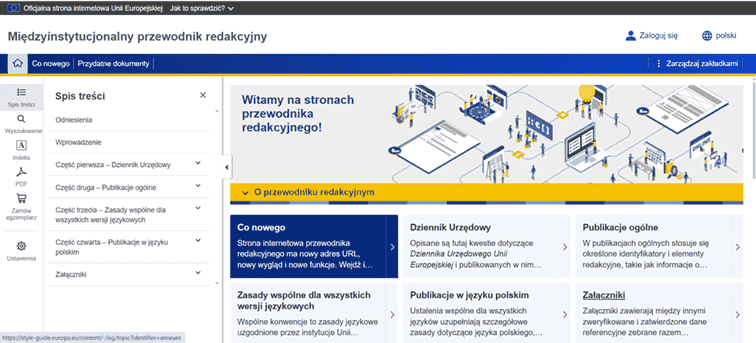 Oficjalna strona internetowa Unii Europejskiej Jak to sprawdzić?
Międzyinstytucjonalny przewodnik redakcyjny
Zaloguj się
polski
Co nowego
Przydatne dokumenty
Zarządzaj zakładkami
Spis treści
Wyszukiwanie
Indeks
PDF
Zamów
egzemplarz
Ustawienia
Spis treści
Odniesienia
Wprowadzenie
Część pierwsza – Dziennik Urzędowy
Część druga – Publikacje ogólne
Część trzecia – Zasady wspólne dla
wszystkich wersji językowych
Część czwarta – Publikacje w języku
polskim
Załączniki
Witamy na stronach
przewodnika
redakcyjnego!
O przewodniku redakcyjnym
Co nowego
Strona internetowa przewodnika
redakcyjnego ma nowy adres URL,
nowy wygląd i nowe funkcje. Wejdź i...
Dziennik Urzędowy
Opisane są tutaj kwestie dotyczące
Dziennika Urzędowego Unii
Europejskiej i publikowanych w nim...
Publikacje ogólne
W publikacjach ogólnych stosuje się
określone identyfikatory i elementy
redakcyjne, takie jak informacje o...
Zasady wspólne dla wszystkich
wersji językowych
Wspólne konwencje to zasady językowe
uzgodnione przez instytucje Unii...
Publikacje w języku polskim
Ustalenia wspólne dla wszystkich
języków uzupełniają szczegółowe
zasady dotyczące języka polskiego,...
Załączniki
Załączniki zawierają między innymi
zweryfikowane i zatwierdzone dane
referencyjne zebrane razem...
https://style-guide.europa.eu/content/-/isg/topic?identifier=annexes